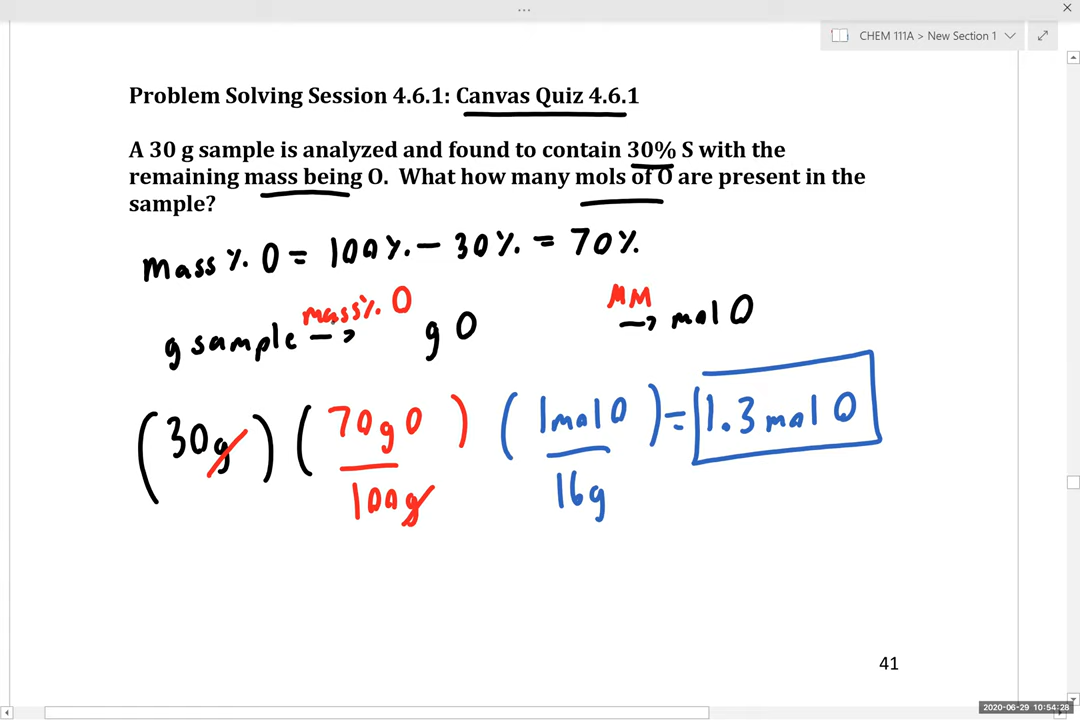 CHEM 111A > New Section 1
Problem Solving Session 4.6.1: Canvas Quiz 4.6.1
A 30 g sample is analyzed and found to contain 30% S with the
remaining mass being O. What how many mols of O are present in the
sample?
Mass % O = 100% - 30% = 70%
g sample → mass% O g O → MM mol O
(30g) (70g O / 100g) (1mol O / 16g) = 1.3 mol O
41
2020-06-29 10:54:28